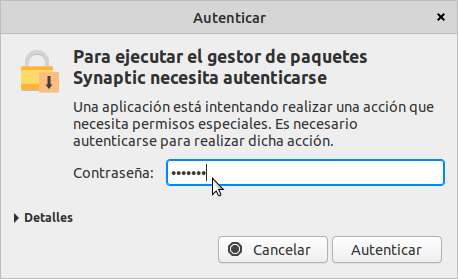 Autenticar
Para ejecutar el gestor de paquetes
Synaptic necesita autenticarse
Una aplicación está intentando realizar una acción que
necesita permisos especiales. Es necesario
autenticarse para realizar dicha acción.
Contraseña: •••••••
Detalles
Cancelar Autenticar